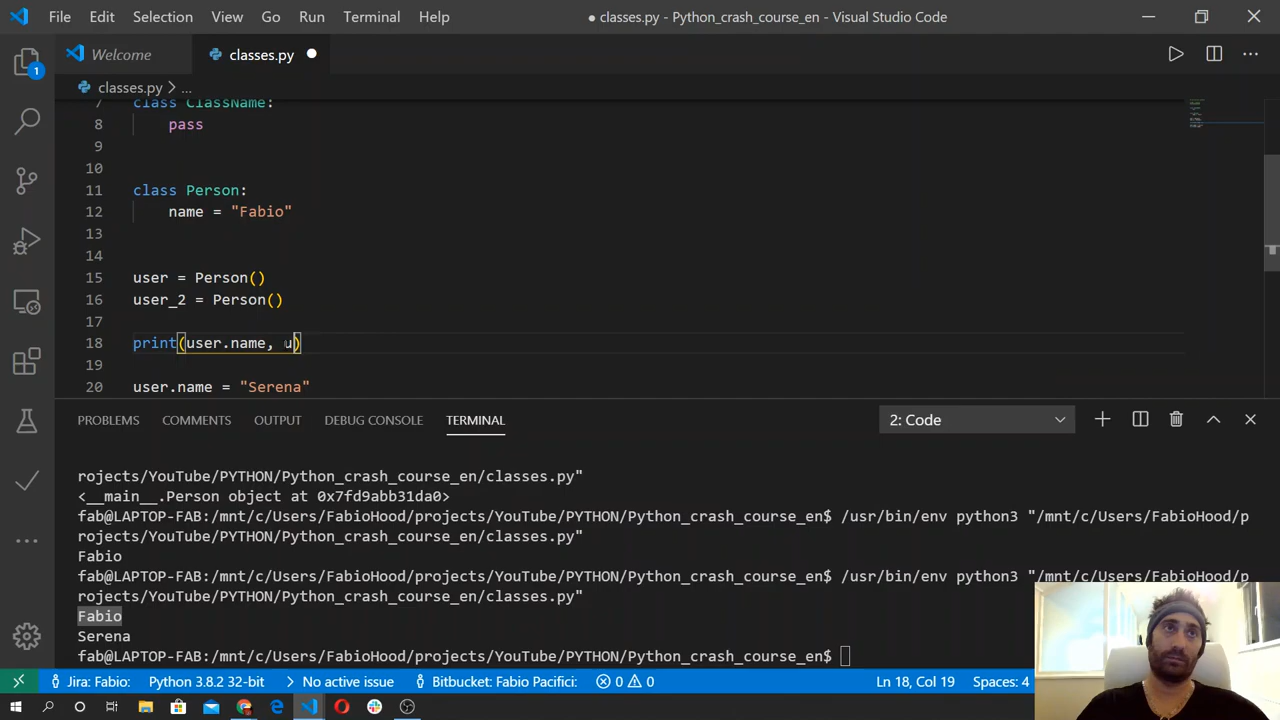 File Edit Selection View Go Run Terminal Help
● classes.py - Python_crash_course_en - Visual Studio Code
Welcome
classes.py
classes.py > ...
7 class ClassName:
8 pass
9
10
11 class Person:
12 name = "Fabio"
13
14
15 user = Person()
16 user_2 = Person()
17
18 print(user.name, u)
19
20 user.name = "Serena"
PROBLEMS COMMENTS OUTPUT DEBUG CONSOLE TERMINAL
2: Code
rojects/YouTube/PYTHON/Python_crash_course_en/classes.py"
<__main__.Person object at 0x7fd9abb31da0>
fab@LAPTOP-FAB:/mnt/c/Users/FabioHood/projects/YouTube/PYTHON/Python_crash_course_en$ /usr/bin/env python3 "/mnt/c/Users/FabioHood/p
rojects/YouTube/PYTHON/Python_crash_course_en/classes.py"
Fabio
fab@LAPTOP-FAB:/mnt/c/Users/FabioHood/projects/YouTube/PYTHON/Python_crash_course_en$ /usr/bin/env python3 "/mnt/c/Users/FabioHood/p
rojects/YouTube/PYTHON/Python_crash_course_en/classes.py"
Fabio
Serena
fab@LAPTOP-FAB:/mnt/c/Users/FabioHood/projects/YouTube/PYTHON/Python_crash_course_en$
1
Jira: Fabio: Python 3.8.2 32-bit No active issue Bitbucket: Fabio Pacifici: 0 0 Ln 18, Col 19 Spaces: 4